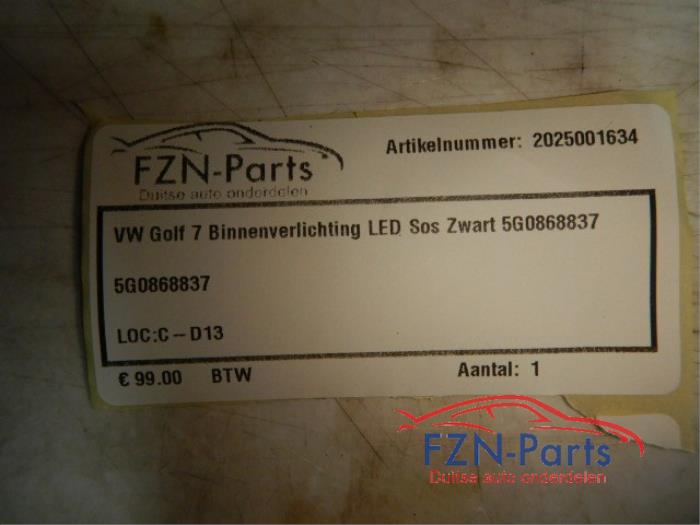 FZN-Parts
Duitse auto onderdelen
Artikelnummer: 2025001634
VW Golf 7 Binnenverlichting LED Sos Zwart 5G0868837
5G0868837
LOC:C – D13
€ 99.00 BTW
Aantal: 1
FZN-Parts
Duitse auto onderdelen